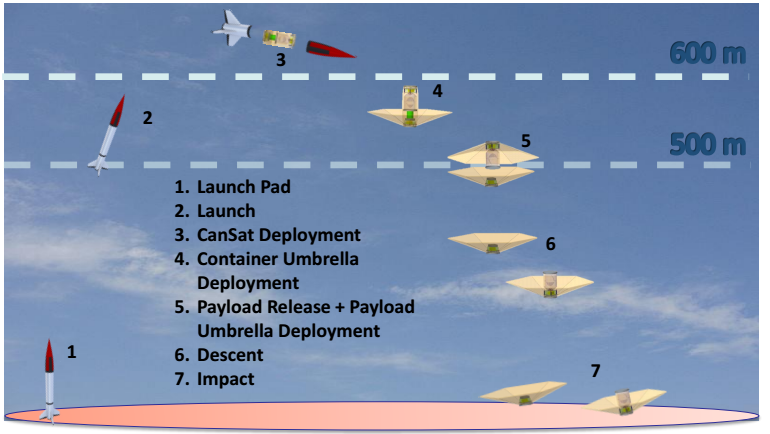 3
600 m
4
2
5
500 m
1. Launch Pad
2. Launch
3. CanSat Deployment
4. Container Umbrella
Deployment
5. Payload Release + Payload
Umbrella Deployment
6. Descent
7. Impact
6
1
7